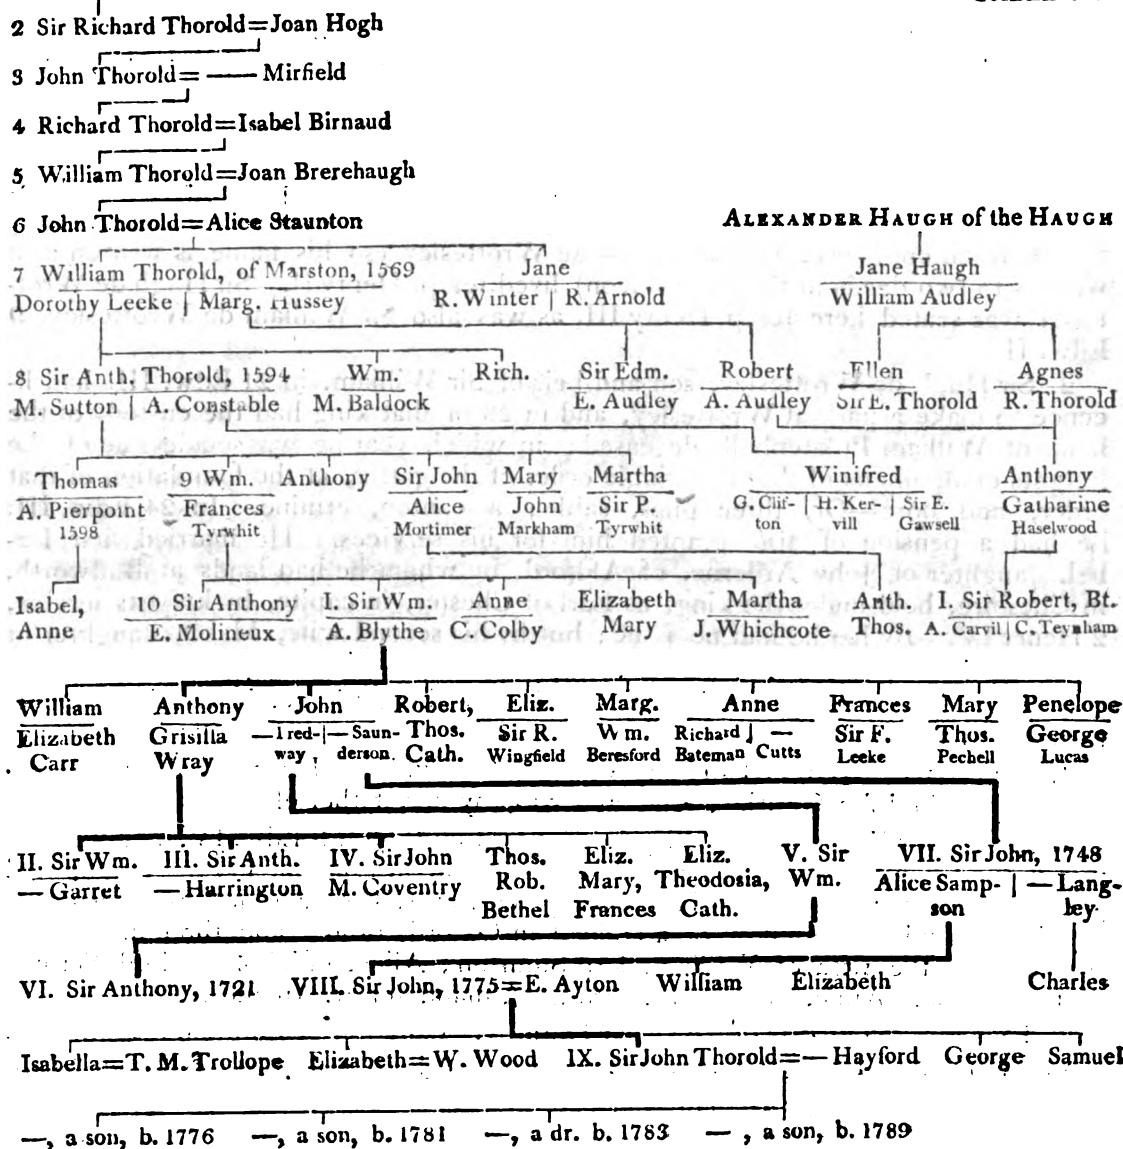 2 Sir Richard Thorold=Joan Hogh
3 John Thorold= —— Mirfield
4 Richard Thorold=Isabel Birnaud
5 William Thorold=Joan Brerehaugh
6 John Thorold=Alice Staunton
ALEXANDER HAUGH of the HAUGH
7 William Thorold, of Marston, 1569 Jane Jane Haugh
Dorothy Leeke | Marg. Hussey R. Winter | R. Arnold William Audley
8 Sir Anth. Thorold, 1594 Wm. Rich. Sir Edm. Robert Ellen Agnes
M. Sutton | A. Constable M. Baldock E. Audley A. Audley Sir E. Thorold R. Thorold
Thomas 9 Wm. Anthony Sir John Mary Martha Winifred Anthony
A. Pierpoint Frances Alice John Sir P. G. Clif- | H. Ker- | Sir E. Catharine
1598 Tyrwhit Mortimer Markham Tyrwhit ton vill Gawsell Haselwood
Isabel, 10 Sir Anthony I. Sir Wm. Anne Elizabeth Martha Anth. I. Sir Robert, Bt.
Anne E. Molineux A. Blythe C. Colby Mary J. Whichcote Thos. A. Carvil | C. Teynham
William Anthony John Robert, Eliz. Marg. Anne Frances Mary Penelope
Elizabeth Grisilla —Tred-|—Saun- Thos. Sir R. Wm. Richard | — Sir F. Thos. George
Carr Wray way, derson. Cath. Wingfield Beresford Bateman Cutts Leeke Pechell Lucas
II. Sir Wm. III. Sir Anth. IV. Sir John Thos. Eliz. Eliz. V. Sir VII. Sir John, 1748
— Garret —Harrington M. Coventry Rob. Mary, Theodosia, Wm. Alice Samp- | —Lang-
Bethel Frances Cath. son ley
VI. Sir Anthony, 1721 VIII. Sir John, 1775=E. Ayton William Elizabeth Charles
Isabella=T. M. Trollope Elizabeth=W. Wood IX. Sir John Thorold=—Hayford George Samuel
—, a son, b. 1776 —, a son, b. 1781 —, a dr. b. 1783 —, a son, b. 1789